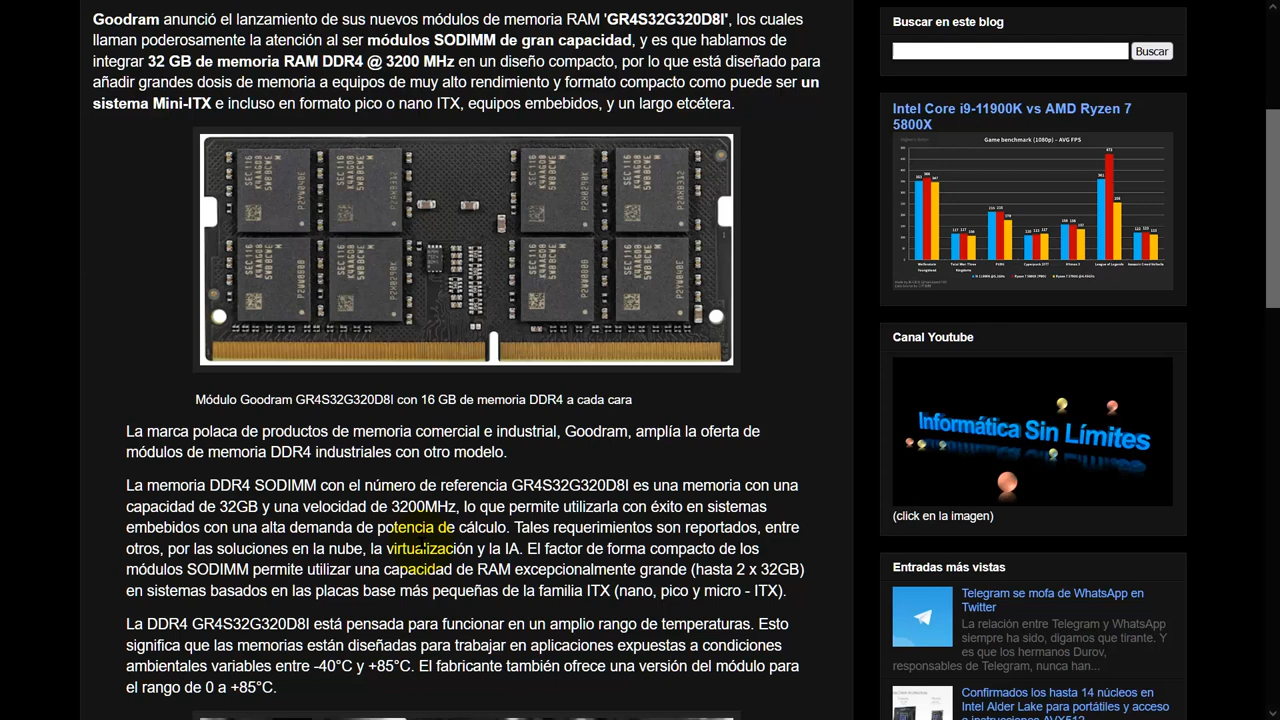 Goodram anunció el lanzamiento de sus nuevos módulos de memoria RAM 'GR4S32G320D8I', los cuales
llaman poderosamente la atención al ser módulos SODIMM de gran capacidad, y es que hablamos de
integrar 32 GB de memoria RAM DDR4 @ 3200 MHz en un diseño compacto, por lo que está diseñado para
añadir grandes dosis de memoria a equipos de muy alto rendimiento y formato compacto como puede ser un
sistema Mini-ITX e incluso en formato pico o nano ITX, equipos embebidos, y un largo etcétera.
SEC 116
K4AAG08
5WB BCWE
Módulo Goodram GR4S32G320D8I con 16 GB de memoria DDR4 a cada cara
La marca polaca de productos de memoria comercial e industrial, Goodram, amplía la oferta de
módulos de memoria DDR4 industriales con otro modelo.
La memoria DDR4 SODIMM con el número de referencia GR4S32G320D8I es una memoria con una
capacidad de 32GB y una velocidad de 3200MHz, lo que permite utilizarla con éxito en sistemas
embebidos con una alta demanda de potencia de cálculo. Tales requerimientos son reportados, entre
otros, por las soluciones en la nube, la virtualización y la IA. El factor de forma compacto de los
módulos SODIMM permite utilizar una capacidad de RAM excepcionalmente grande (hasta 2 x 32GB)
en sistemas basados en las placas base más pequeñas de la familia ITX (nano, pico y micro - ITX).
La DDR4 GR4S32G320D8I está pensada para funcionar en un amplio rango de temperaturas. Esto
significa que las memorias están diseñadas para trabajar en aplicaciones expuestas a condiciones
ambientales variables entre -40°C y +85°C. El fabricante también ofrece una versión del módulo para
el rango de 0 a +85°C.
Buscar en este blog
Buscar
Intel Core i9-11900K vs AMD Ryzen 7
5800X
Game benchmark (1080p) - AVG FPS
Canal Youtube
Informática Sin Límites
(click en la imagen)
Entradas más vistas
Telegram se mofa de WhatsApp en
Twitter
La relación entre Telegram y WhatsApp
siempre ha sido, digamos que tirante. Y
es que los hermanos Durov,
responsables de Telegram, nunca han...
Confirmados los hasta 14 núcleos en
Intel Alder Lake para portátiles y acceso
a instrucciones AVX512